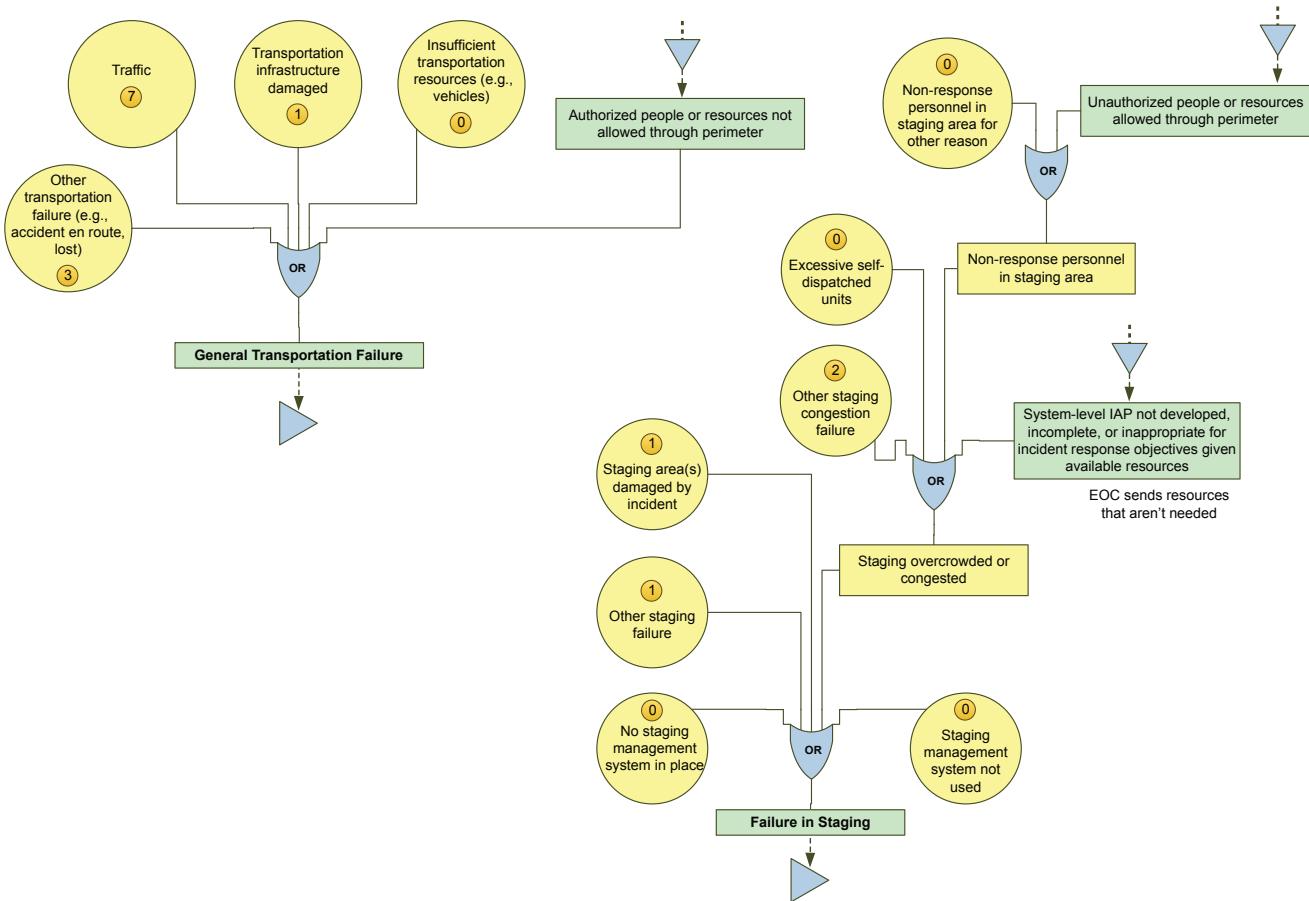 Traffic
7
Transportation
infrastructure
damaged
1
Insufficient
transportation
resources (e.g.,
vehicles)
0
Authorized people or resources not
allowed through perimeter
Other
transportation
failure (e.g.,
accident en route,
lost)
3
OR
General Transportation Failure
0
Non-response
personnel in
staging area for
other reason
Unauthorized people or resources
allowed through perimeter
OR
Non-response personnel
in staging area
0
Excessive self-
dispatched
units
2
Other staging
congestion
failure
System-level IAP not developed,
incomplete, or inappropriate for
incident response objectives given
available resources
EOC sends resources
that aren’t needed
OR
Staging overcrowded or
congested
1
Staging area(s)
damaged by
incident
1
Other staging
failure
0
No staging
management
system in place
OR
0
Staging
management
system not
used
Failure in Staging